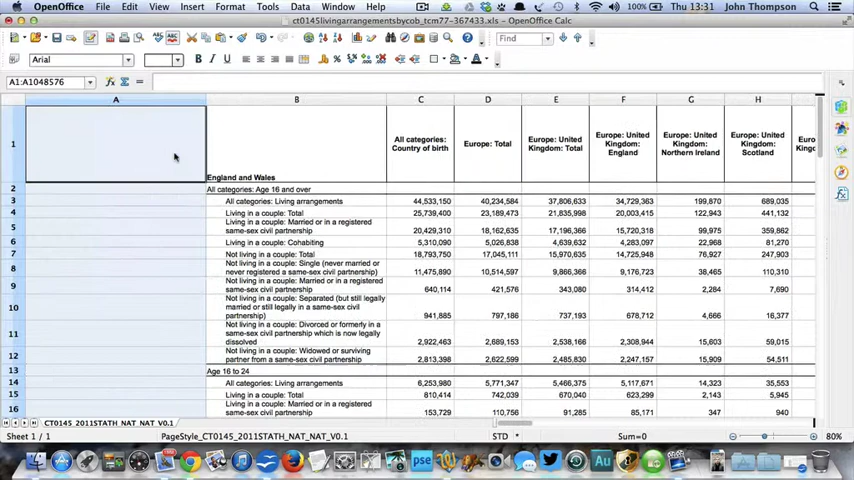 OpenOffice File Edit View Insert Format Tools Data Window Help 100% Thu 13:31 John Thompson
ct0145livingarrangementsbycob_tcm77-367433.xls - OpenOffice Calc
Find
Arial
A1:A1048576
A B C D E F G H
1 England and Wales All categories: Country of birth Europe: Total Europe: United Kingdom: Total Europe: United Kingdom: England Europe: United Kingdom: Northern Ireland Europe: United Kingdom: Scotland
2 All categories: Age 16 and over
3 All categories: Living arrangements 44,533,150 40,234,584 37,806,633 34,729,363 199,870 689,035
4 Living in a couple: Total 25,739,400 23,189,473 21,835,998 20,003,415 122,943 441,132
5 Living in a couple: Married or in a registered same-sex civil partnership 20,429,310 18,162,635 17,196,366 15,720,318 99,975 359,862
6 Living in a couple: Cohabiting 5,310,090 5,026,838 4,639,632 4,283,097 22,968 81,270
7 Not living in a couple: Total 18,793,750 17,045,111 15,970,635 14,725,948 76,927 247,903
8 Not living in a couple: Single (never married or never registered a same-sex civil partnership) 11,475,890 10,514,597 9,866,366 9,176,723 38,465 110,310
9 Not living in a couple: Married or in a registered same-sex civil partnership 640,114 421,576 343,080 314,412 2,284 7,690
10 Not living in a couple: Separated (but still legally married or still legally in a same-sex civil partnership) 941,885 797,186 737,193 678,712 4,666 16,377
11 Not living in a couple: Divorced or formerly in a same-sex civil partnership which is now legally dissolved 2,922,463 2,689,153 2,538,166 2,308,944 15,603 59,015
12 Not living in a couple: Widowed or surviving partner from a same-sex civil partnership 2,813,398 2,622,599 2,485,830 2,247,157 15,909 54,511
13 Age 16 to 24
14 All categories: Living arrangements 6,253,980 5,771,347 5,466,375 5,117,671 14,323 35,553
15 Living in a couple: Total 810,414 742,039 670,040 623,299 2,143 5,945
16 Living in a couple: Married or in a registered same-sex civil partnership 153,729 110,756 91,285 85,171 347 940
CT0145_2011STATH_NAT_NAT_V0.1
Sheet 1 / 1 PageStyle_CT0145_2011STATH_NAT_NAT_V0.1 STD * Sum=0 80%
pse
Au